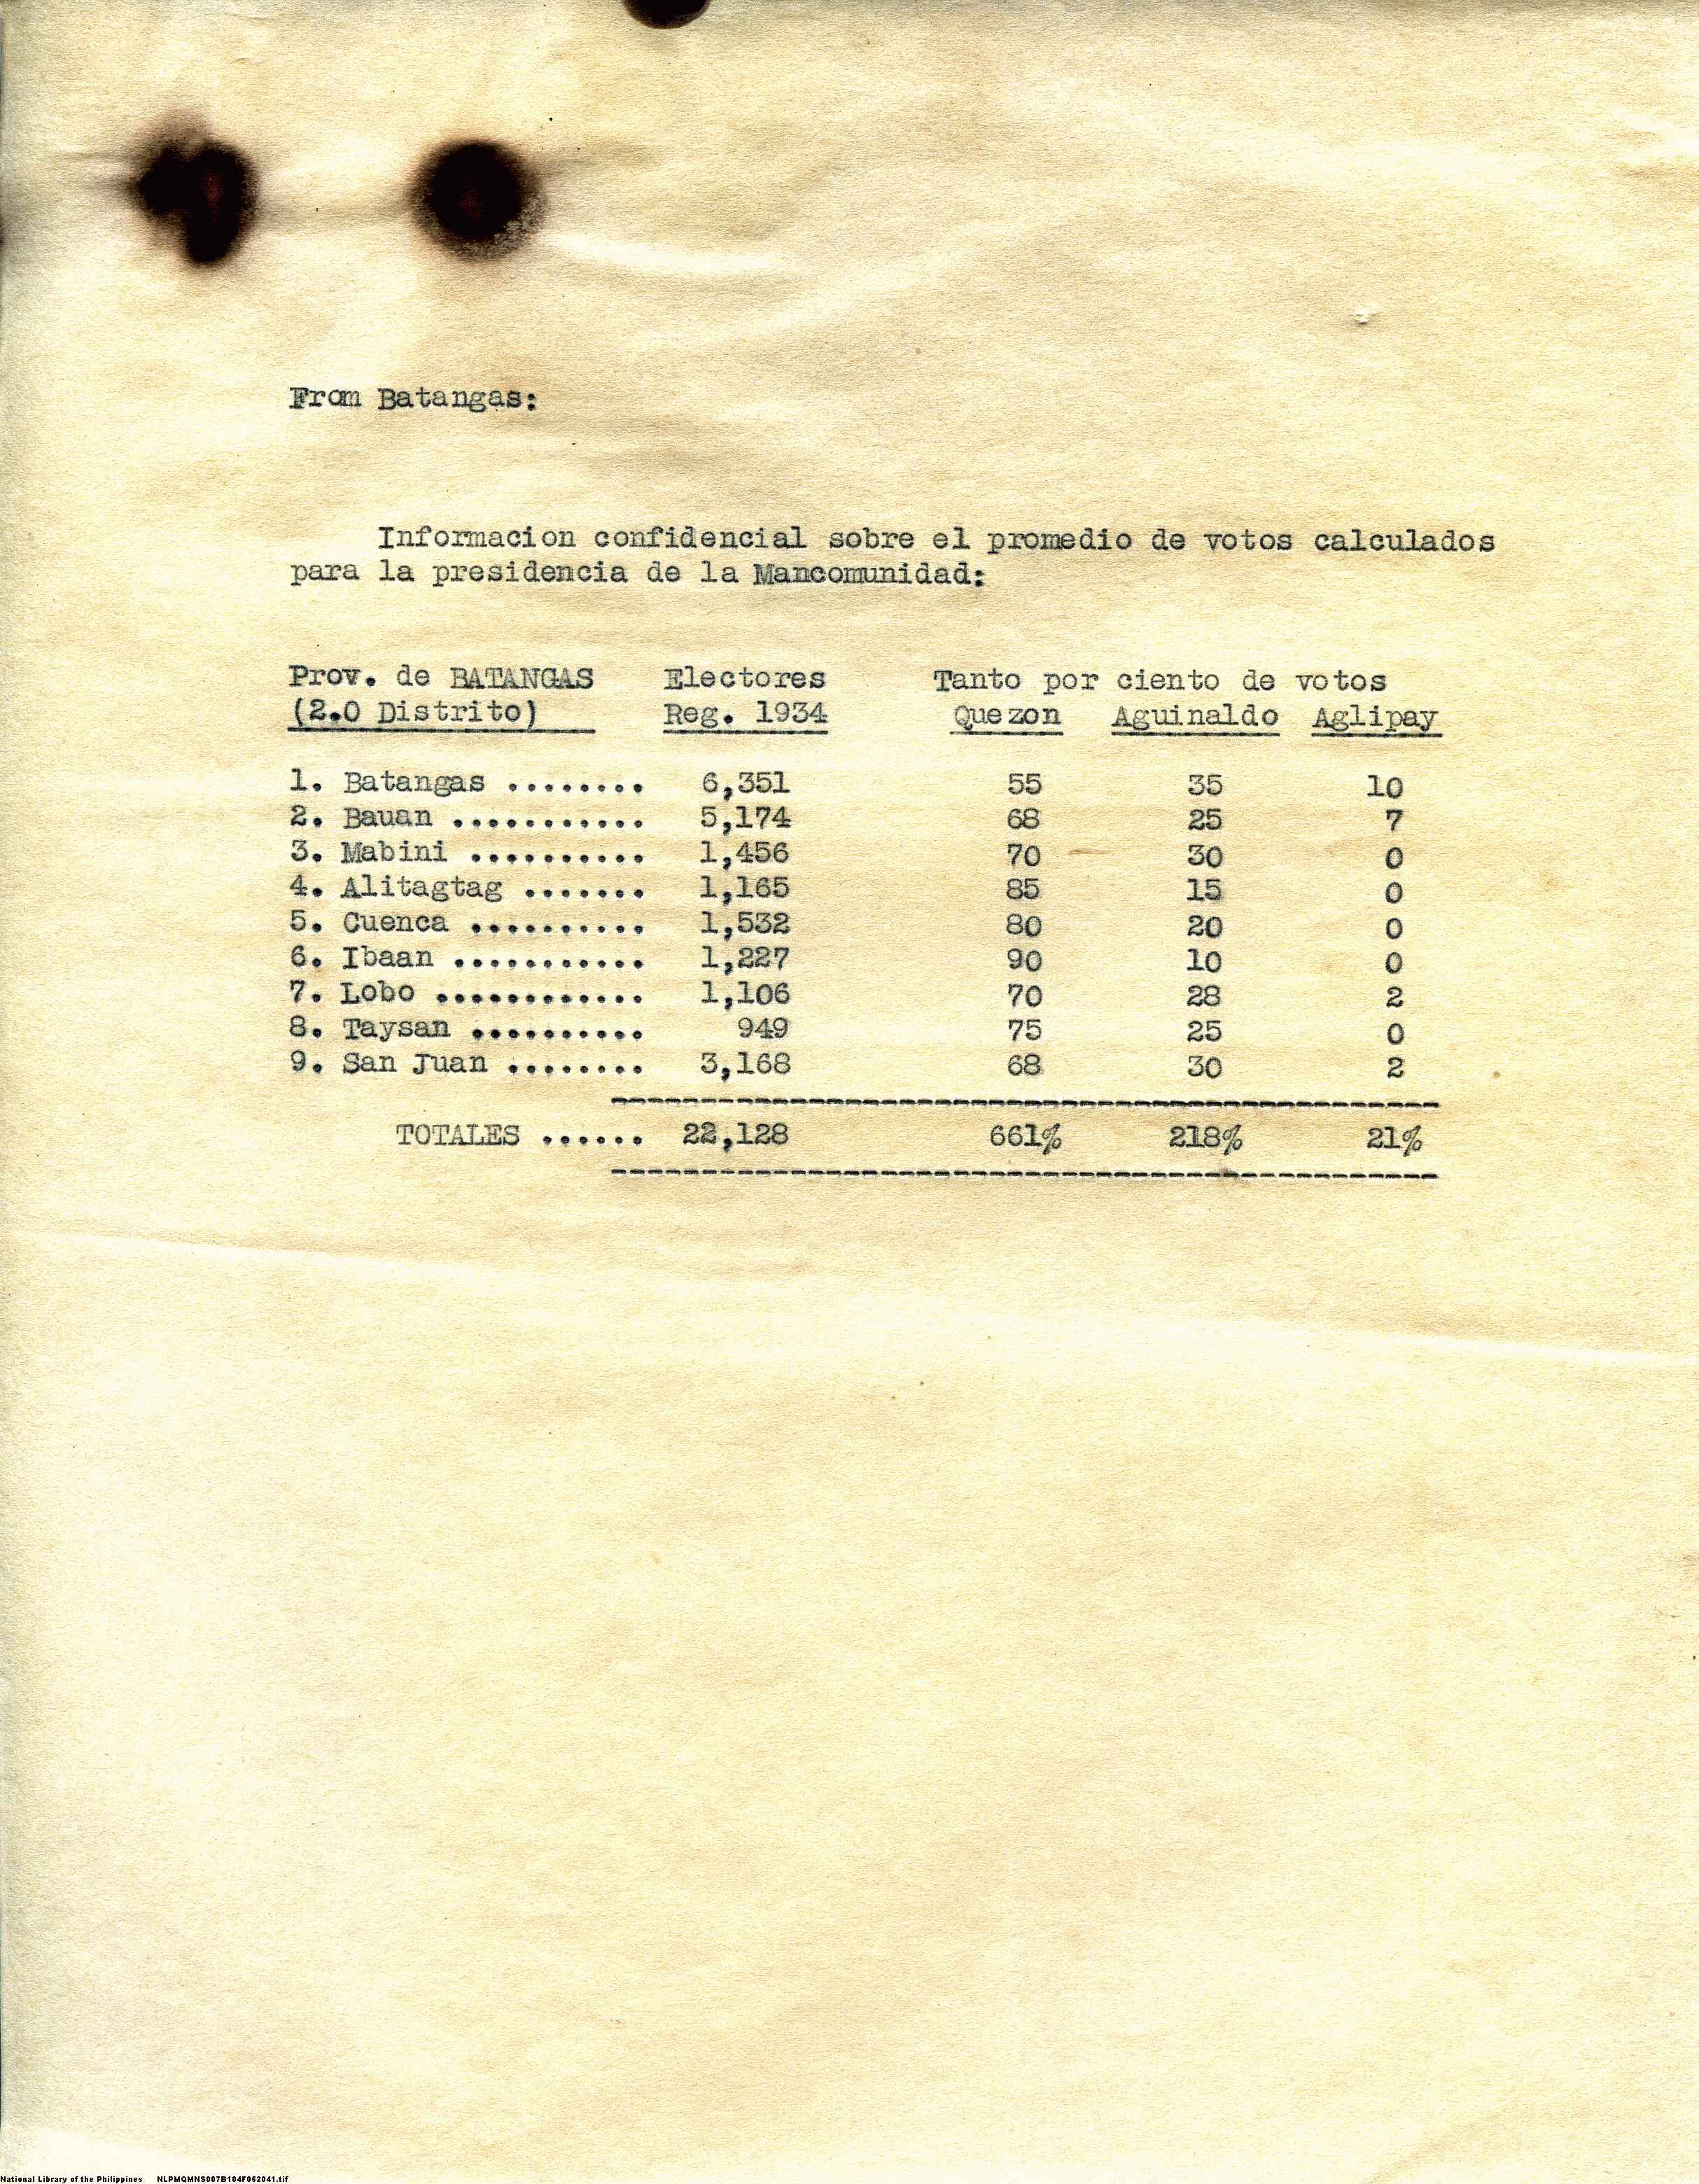 From Batangas:
Informacion confidencial sobre el promedio de votos calculados
para la presidencia de la Mancomunidad:
Prov. de BATANGAS Electores Tanto por ciento de votos
(2.0 Distrito) Reg. 1934 Quezon Aguinaldo Aglipay
1. Batangas ........ 6,351 55 35 10
2. Bauan ........... 5,174 68 25 7
3. Mabini .......... 1,456 70 30 0
4. Alitagtag ....... 1,165 85 15 0
5. Cuenca .......... 1,532 80 20 0
6. Ibaan ........... 1,227 90 10 0
7. Lobo ............ 1,106 70 28 2
8. Taysan .......... 949 75 25 0
9. San Juan ........ 3,168 68 30 2
TOTALES ...... 22,128 661% 218% 21%
National Library of the Philippines NLPMQMNS007B104F052041.tif